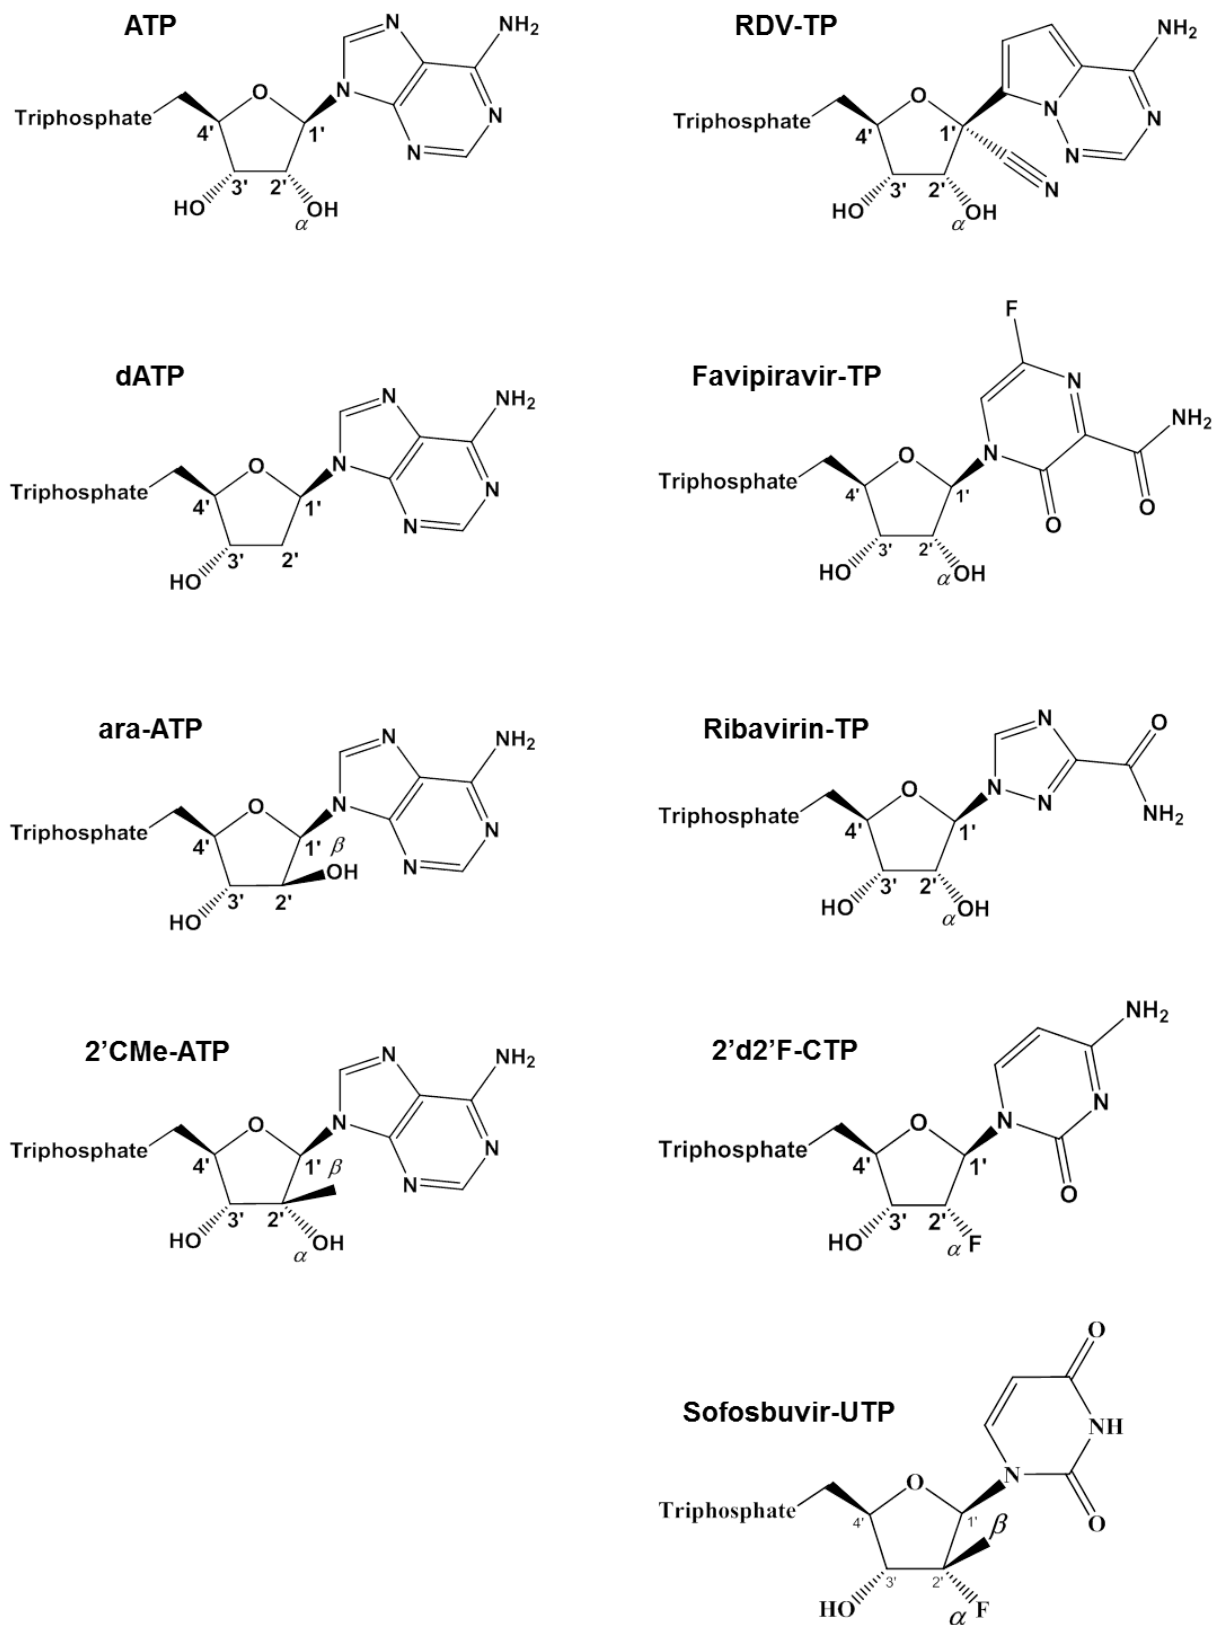 ATP
N
NH₂
O
N
N
N
Triphosphate
4'
1'
3'
2'
HO
OH
α
RDV-TP
NH₂
O
N
N
N
Triphosphate
4'
1'
3'
2'
N
HO
OH
α
dATP
N
NH₂
O
N
N
N
Triphosphate
4'
1'
3'
2'
HO
Favipiravir-TP
F
N
NH₂
O
N
O
O
Triphosphate
4'
1'
3'
2'
HO
OH
α
ara-ATP
N
NH₂
O
N
N
N
Triphosphate
4'
1'
β
OH
3'
2'
HO
Ribavirin-TP
N
O
O
N
N
NH₂
Triphosphate
4'
1'
3'
2'
HO
OH
α
2’CMe-ATP
N
NH₂
O
N
N
N
Triphosphate
4'
1'
β
3'
2'
HO
OH
α
2’d2’F-CTP
NH₂
N
O
N
O
Triphosphate
4'
1'
3'
2'
HO
F
α
Sofosbuvir-UTP
O
NH
O
N
O
Triphosphate
4'
1'
β
3'
2'
HO
F
α